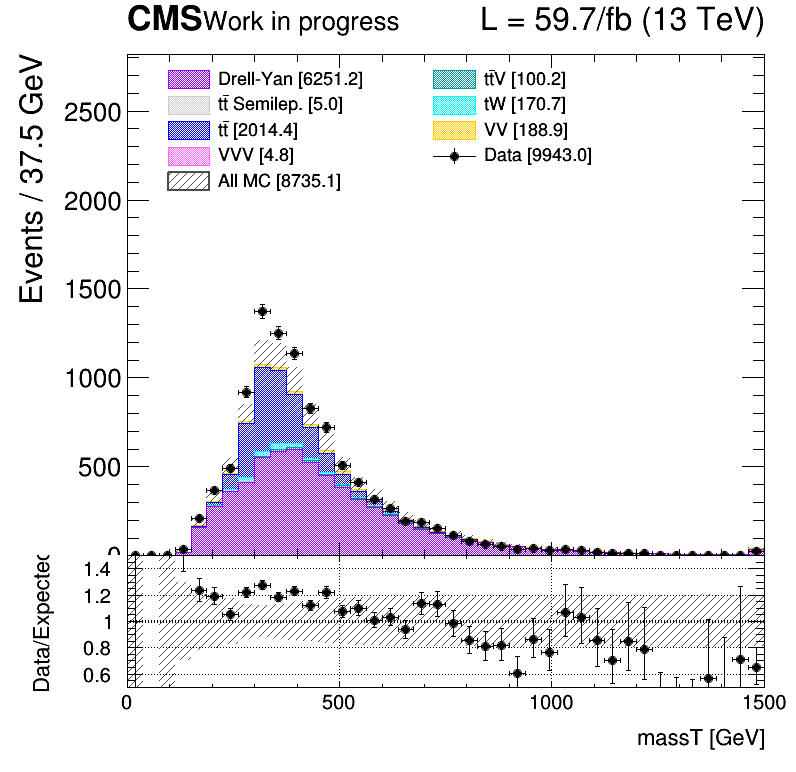 CMS Work in progress L = 59.7/fb (13 TeV)
Events / 37.5 GeV
2500
2000
1500
1000
500
0
Drell-Yan [6251.2]
tt̄ Semilep. [5.0]
tt̄ [2014.4]
VVV [4.8]
All MC [8735.1]
tt̄V [100.2]
tW [170.7]
VV [188.9]
Data [9943.0]
Data/Expected
1.4
1.2
1
0.8
0.6
0 500 1000 1500
massT [GeV]